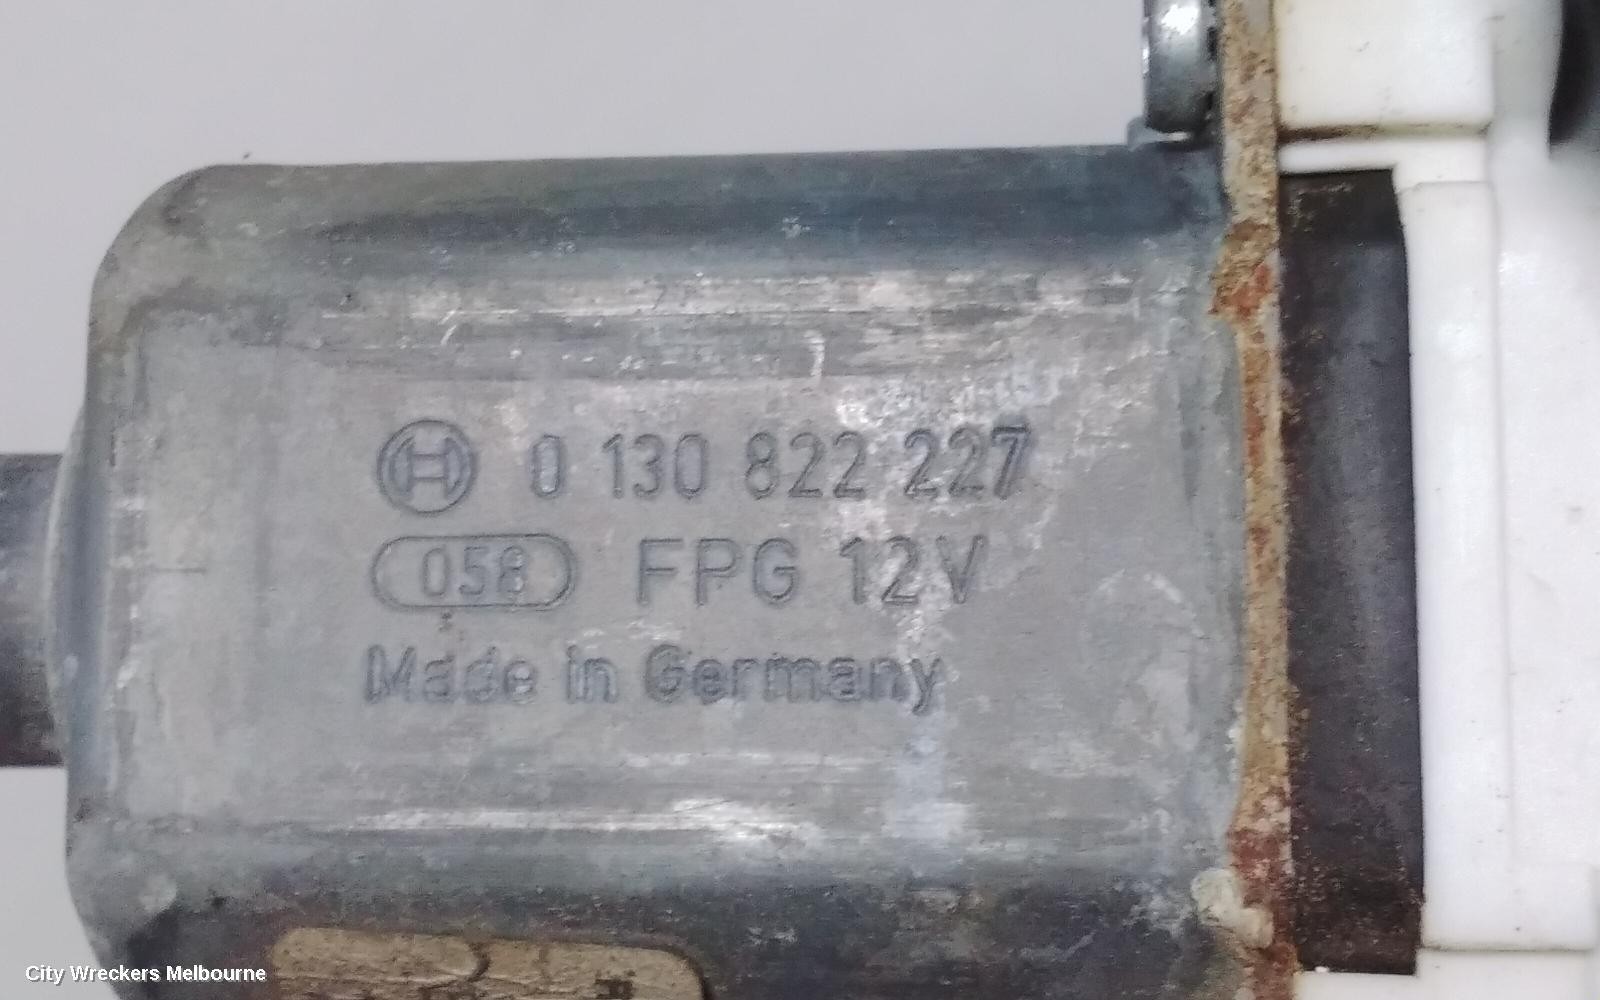 0 130 822 227
058 FPG 12V
Made in Germany
City Wreckers Melbourne